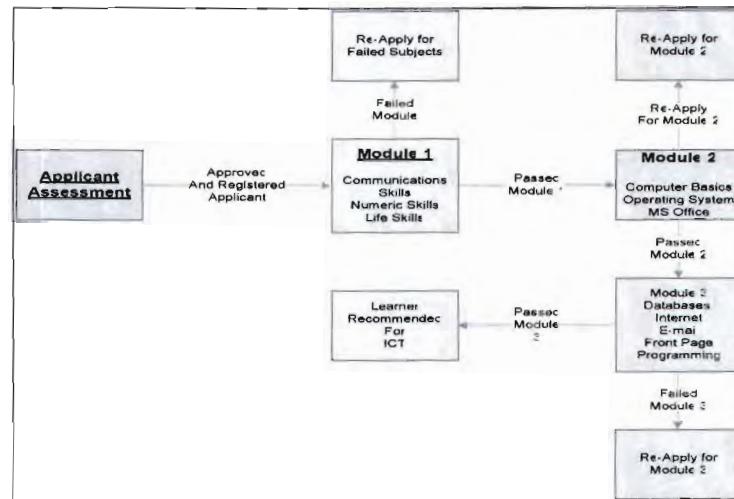 Re-Apply for
Failed Subjects
Re-Apply for
Module 2
Failed
Module
Re-Apply
For Module 2
Applicant
Assessment
Approved
And Registered
Applicant
Module 1
Communications
Skills
Numeric Skills
Life Skills
Passed
Module
Module 2
Computer Basics
Operating System
MS Office
Passed
Module 2
Learner
Recommended
For
ICT
Passed
Module
Module 3
Databases
Internet
E-mail
Front Page
Programming
Failed
Module 3
Re-Apply for
Module